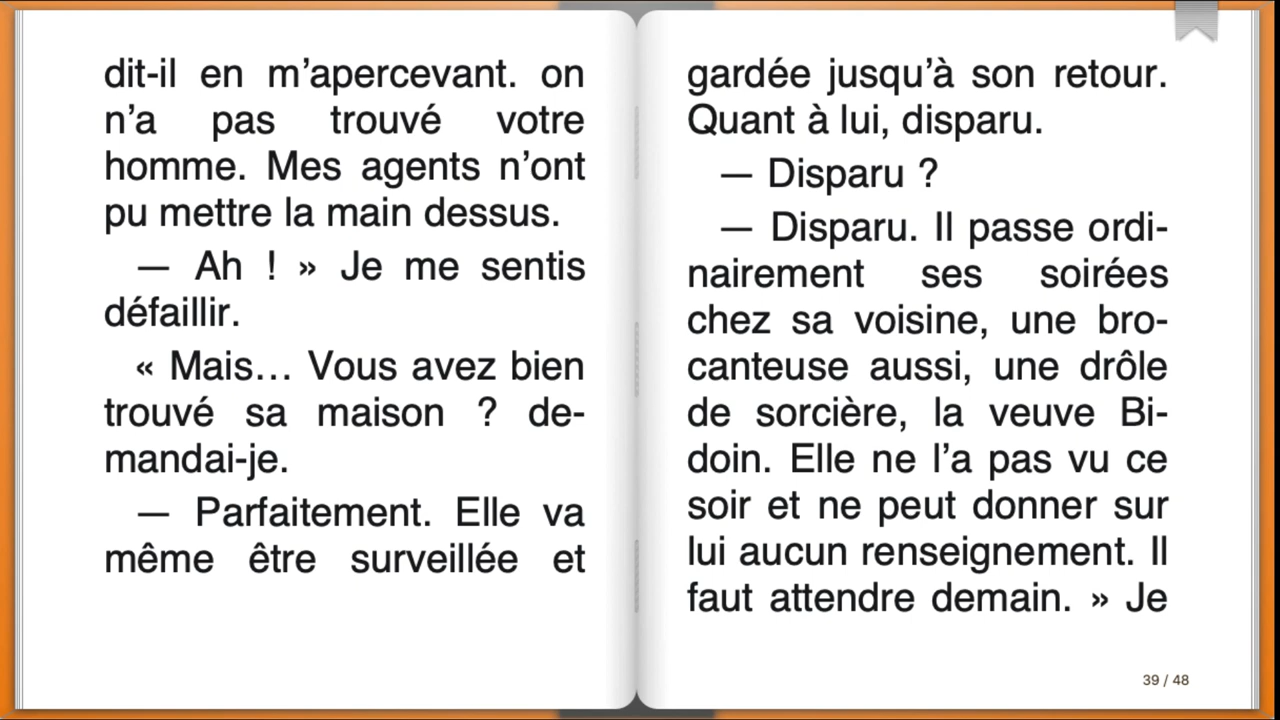 dit-il en m’apercevant. on
n’a pas trouvé votre
homme. Mes agents n’ont
pu mettre la main dessus.
— Ah ! » Je me sentis
défaillir.
« Mais… Vous avez bien
trouvé sa maison ? de-
mandai-je.
— Parfaitement. Elle va
même être surveillée et
gardée jusqu’à son retour.
Quant à lui, disparu.
— Disparu ?
— Disparu. Il passe ordi-
nairement ses soirées
chez sa voisine, une bro-
canteuse aussi, une drôle
de sorcière, la veuve Bi-
doin. Elle ne l’a pas vu ce
soir et ne peut donner sur
lui aucun renseignement. Il
faut attendre demain. » Je
39 / 48